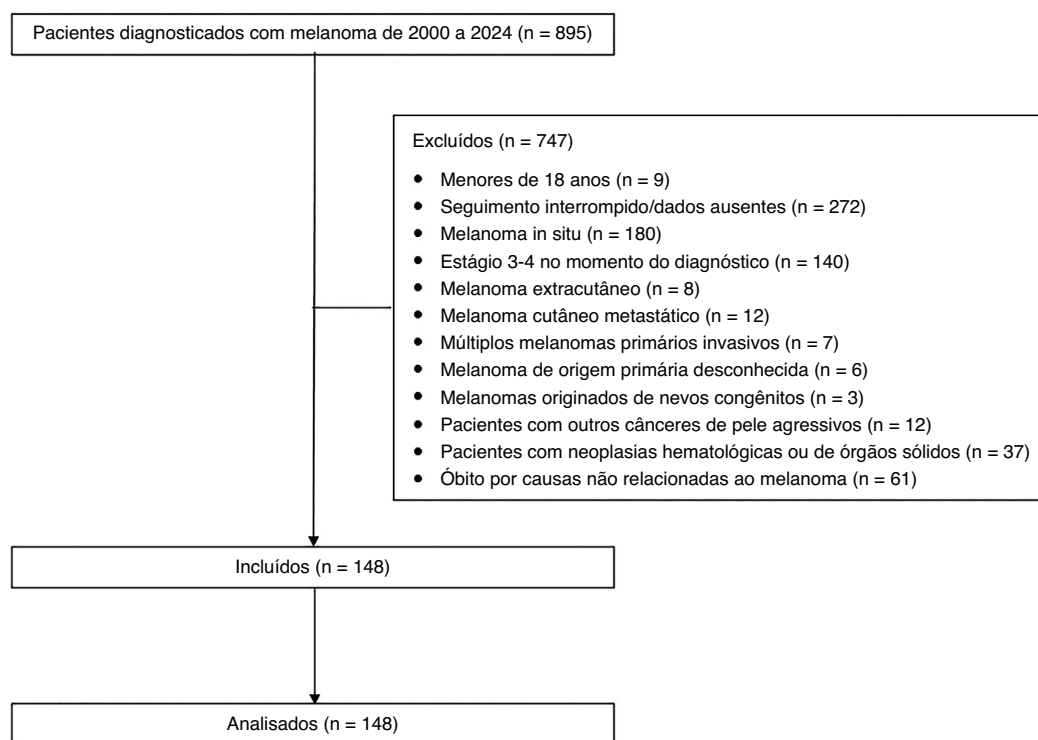 Pacientes diagnosticados com melanoma de 2000 a 2024 (n = 895)
Excluídos (n = 747)
• Menores de 18 anos (n = 9)
• Seguimento interrompido/dados ausentes (n = 272)
• Melanoma in situ (n = 180)
• Estágio 3-4 no momento do diagnóstico (n = 140)
• Melanoma extracutâneo (n = 8)
• Melanoma cutâneo metastático (n = 12)
• Múltiplos melanomas primários invasivos (n = 7)
• Melanoma de origem primária desconhecida (n = 6)
• Melanomas originados de nevos congênitos (n = 3)
• Pacientes com outros cânceres de pele agressivos (n = 12)
• Pacientes com neoplasias hematológicas ou de órgãos sólidos (n = 37)
• Óbito por causas não relacionadas ao melanoma (n = 61)
Incluídos (n = 148)
Analisados (n = 148)